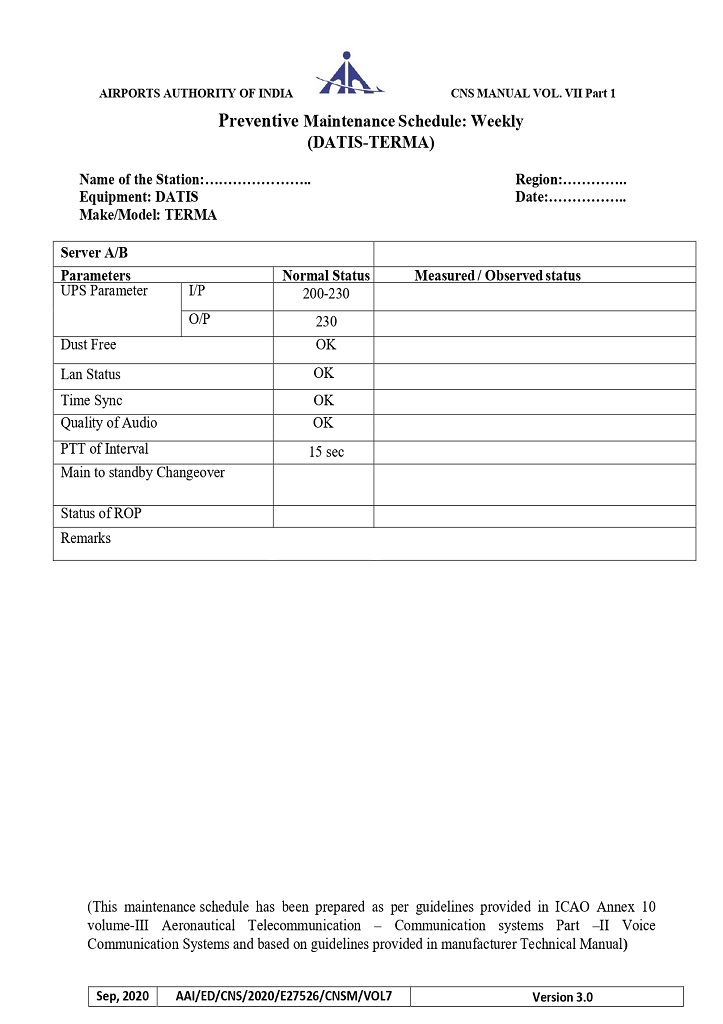 AIRPORTS AUTHORITY OF INDIA CNS MANUAL VOL. VII Part 1
Preventive Maintenance Schedule: Weekly
(DATIS-TERMA)
Name of the Station:………………….. Region:…………..
Equipment: DATIS Date:……………..
Make/Model: TERMA
Server A/B
Parameters Normal Status Measured / Observed status
UPS Parameter I/P 200-230
O/P 230
Dust Free OK
Lan Status OK
Time Sync OK
Quality of Audio OK
PTT of Interval 15 sec
Main to standby Changeover
Status of ROP
Remarks
(This maintenance schedule has been prepared as per guidelines provided in ICAO Annex 10
volume-III Aeronautical Telecommunication – Communication systems Part –II Voice
Communication Systems and based on guidelines provided in manufacturer Technical Manual)
Sep, 2020 AAI/ED/CNS/2020/E27526/CNSM/VOL7 Version 3.0